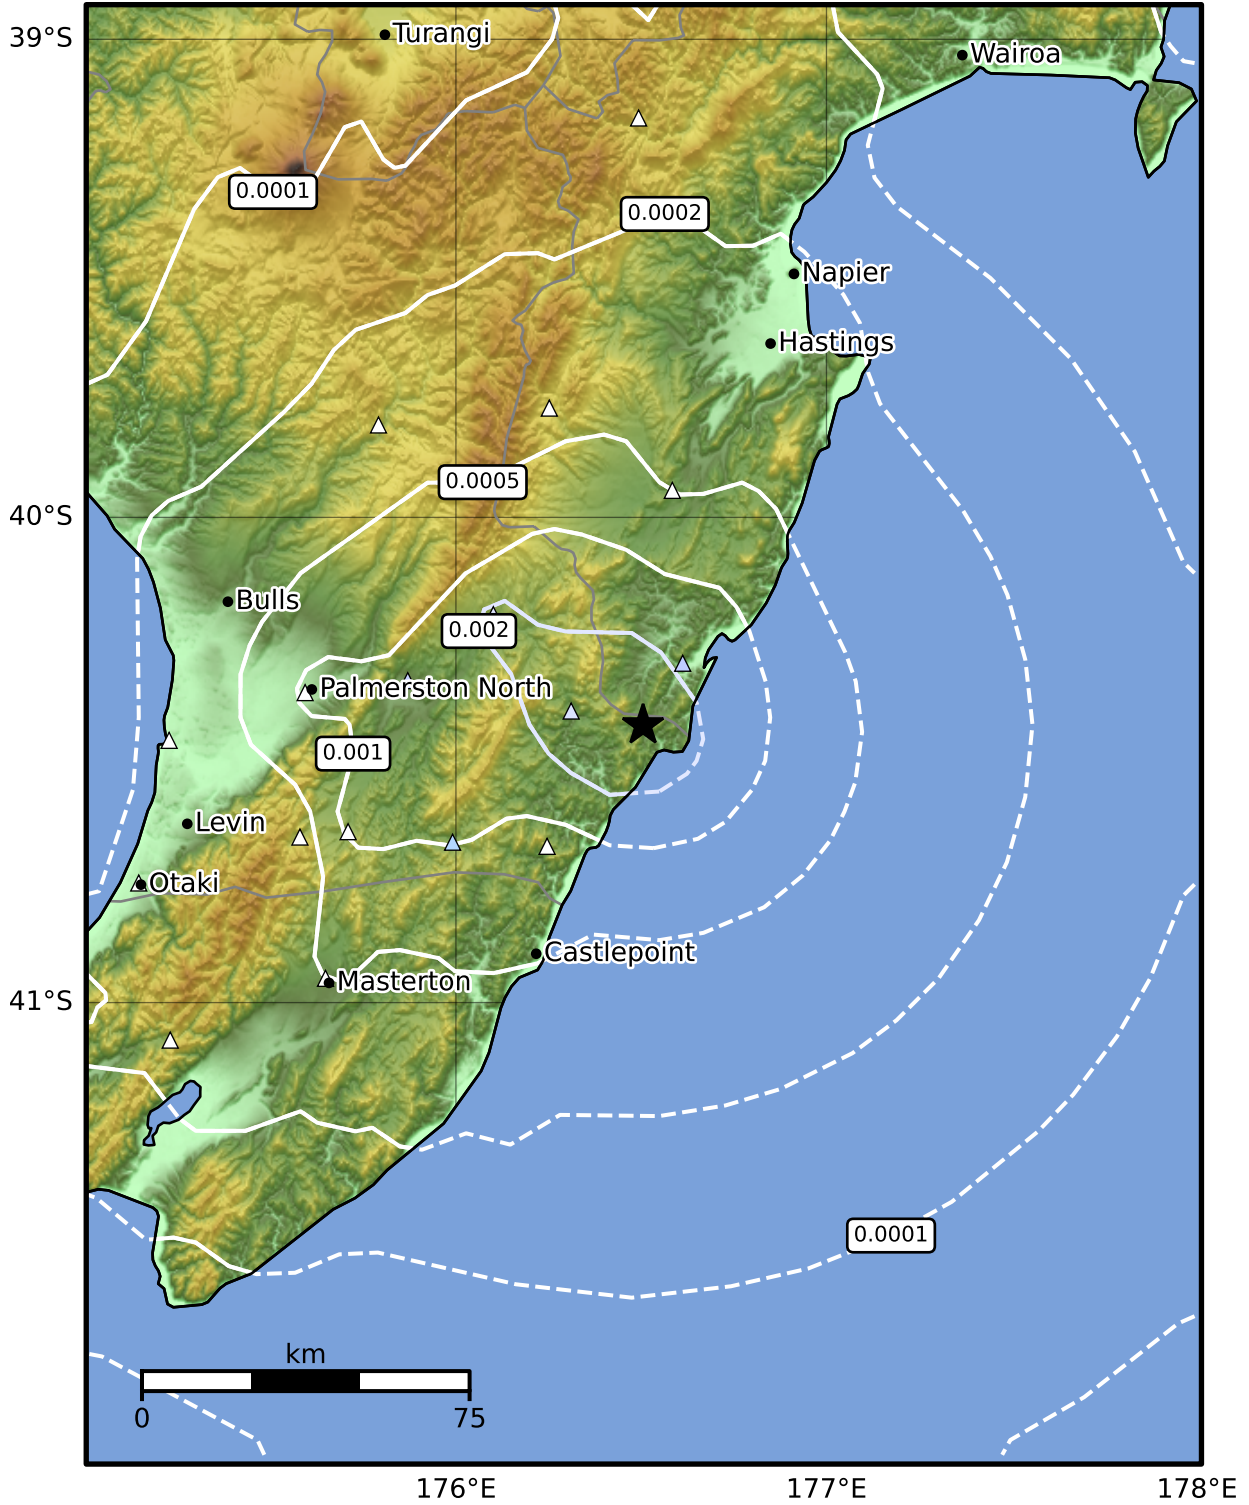 39°S
Turangi
Wairoa
0.0001
0.0002
Napier
Hastings
0.0005
40°S
Bulls
0.002
Palmerston North
0.001
Levin
Otaki
Castlepoint
Masterton
41°S
0.0001
km
0 75
176°E 177°E 178°E